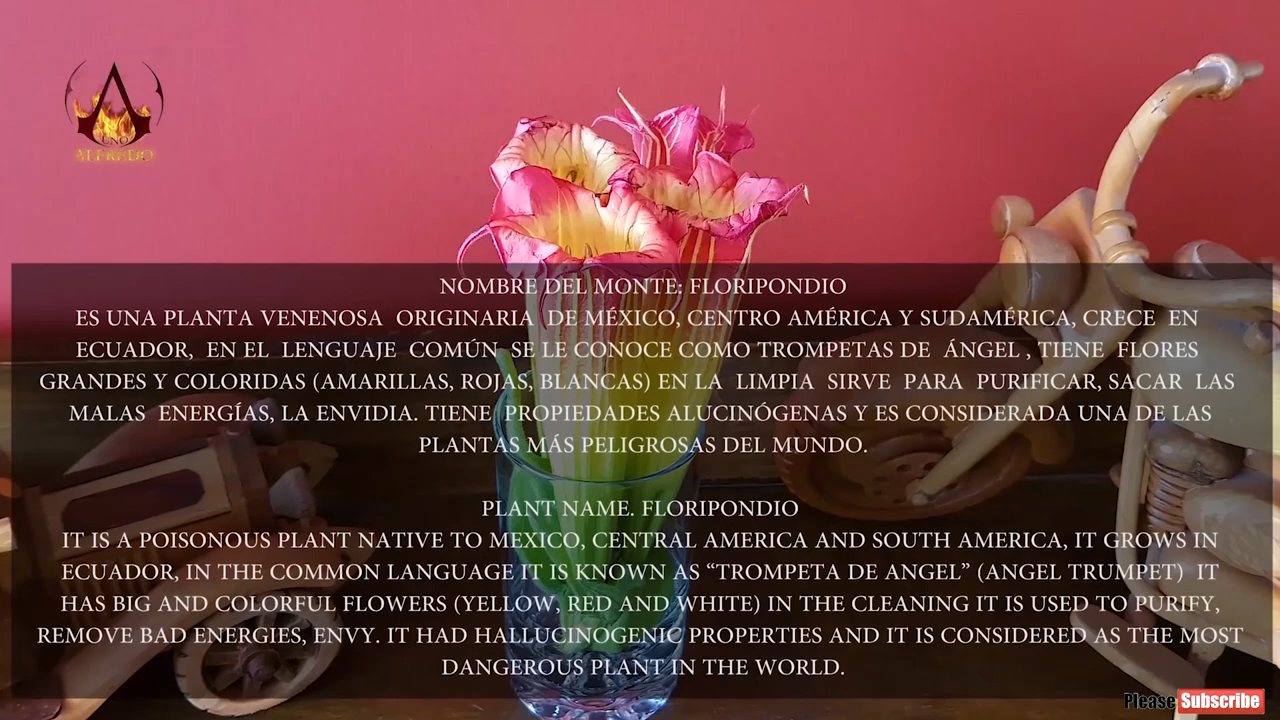 UNO
ALFREDO
NOMBRE DEL MONTE: FLORIPONDIO
ES UNA PLANTA VENENOSA ORIGINARIA DE MÉXICO, CENTRO AMÉRICA Y SUDAMÉRICA, CRECE EN
ECUADOR, EN EL LENGUAJE COMÚN SE LE CONOCE COMO TROMPETAS DE ÁNGEL , TIENE FLORES
GRANDES Y COLORIDAS (AMARILLAS, ROJAS, BLANCAS) EN LA LIMPIA SIRVE PARA PURIFICAR, SACAR LAS
MALAS ENERGÍAS, LA ENVIDIA. TIENE PROPIEDADES ALUCINÓGENAS Y ES CONSIDERADA UNA DE LAS
PLANTAS MÁS PELIGROSAS DEL MUNDO.
PLANT NAME. FLORIPONDIO
IT IS A POISONOUS PLANT NATIVE TO MEXICO, CENTRAL AMERICA AND SOUTH AMERICA, IT GROWS IN
ECUADOR, IN THE COMMON LANGUAGE IT IS KNOWN AS “TROMPETA DE ANGEL” (ANGEL TRUMPET) IT
HAS BIG AND COLORFUL FLOWERS (YELLOW, RED AND WHITE) IN THE CLEANING IT IS USED TO PURIFY,
REMOVE BAD ENERGIES, ENVY. IT HAD HALLUCINOGENIC PROPERTIES AND IT IS CONSIDERED AS THE MOST
DANGEROUS PLANT IN THE WORLD.
Please Subscribe